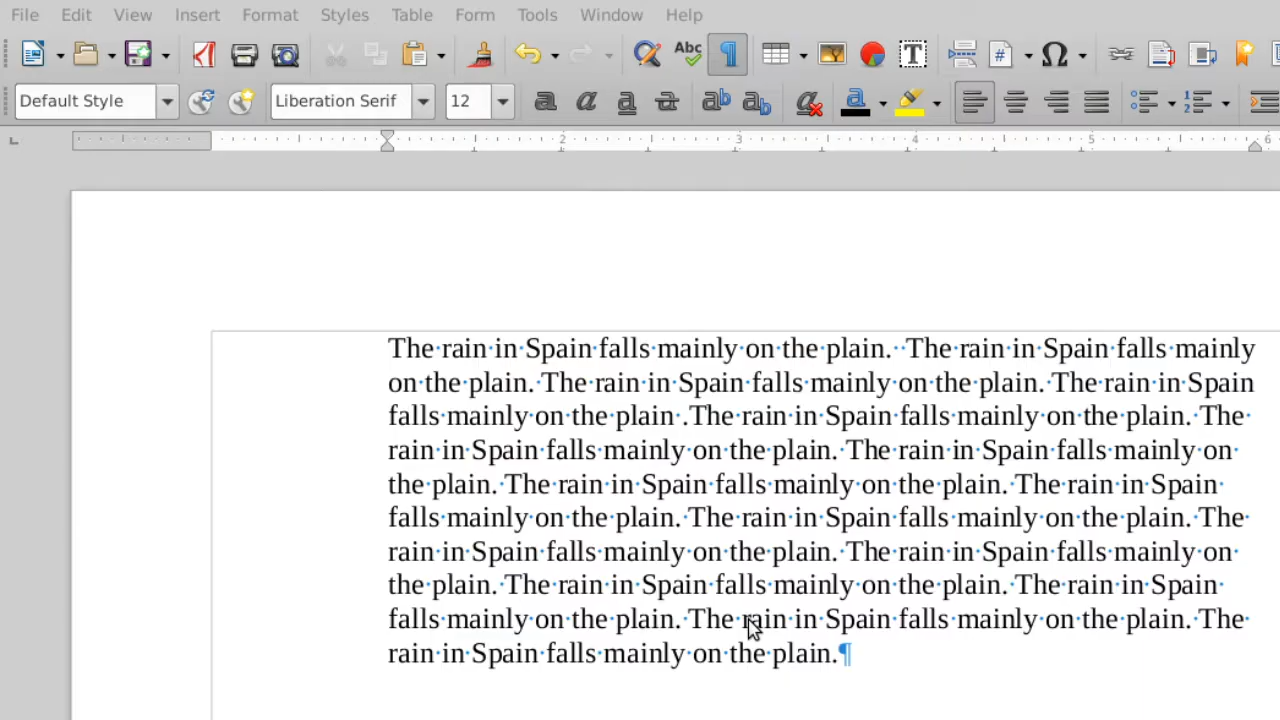 File Edit View Insert Format Styles Table Form Tools Window Help
Abc
Default Style Liberation Serif 12
2 3 4 5 6
The rain in Spain falls mainly on the plain.  The rain in Spain falls mainly
on the plain. The rain in Spain falls mainly on the plain. The rain in Spain
falls mainly on the plain .The rain in Spain falls mainly on the plain. The
rain in Spain falls mainly on the plain. The rain in Spain falls mainly on
the plain. The rain in Spain falls mainly on the plain. The rain in Spain
falls mainly on the plain. The rain in Spain falls mainly on the plain. The
rain in Spain falls mainly on the plain. The rain in Spain falls mainly on
the plain. The rain in Spain falls mainly on the plain. The rain in Spain
falls mainly on the plain. The rain in Spain falls mainly on the plain. The
rain in Spain falls mainly on the plain.¶